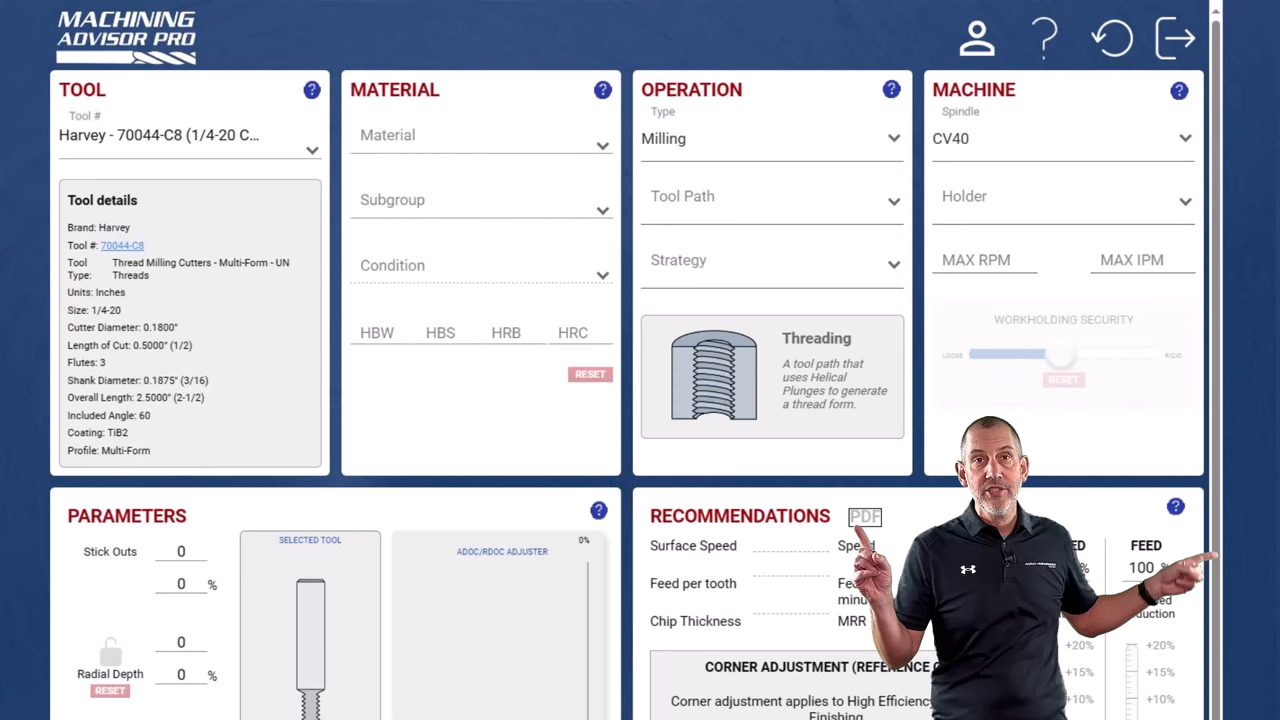 MACHINING
ADVISOR PRO
TOOL
Tool #
Harvey - 70044-C8 (1/4-20 C...
Tool details
Brand: Harvey
Tool #: 70044-C8
Tool Type: Thread Milling Cutters - Multi-Form - UN
Threads
Units: Inches
Size: 1/4-20
Cutter Diameter: 0.1800"
Length of Cut: 0.5000" (1/2)
Flutes: 3
Shank Diameter: 0.1875" (3/16)
Overall Length: 2.5000" (2-1/2)
Included Angle: 60
Coating: TiB2
Profile: Multi-Form
MATERIAL
Material
Subgroup
Condition
HBW HBS HRB HRC
RESET
OPERATION
Type
Milling
Tool Path
Strategy
Threading
A tool path that
uses Helical
Plunges to generate
a thread form.
MACHINE
Spindle
CV40
Holder
MAX RPM MAX IPM
WORKHOLDING SECURITY
LOOSE RIGID
RESET
PARAMETERS
Stick Outs 0
0 %
0
Radial Depth 0 %
RESET
SELECTED TOOL
ADOC/RDOC ADJUSTER
0%
RECOMMENDATIONS PDF
Surface Speed
Feed per tooth
Chip Thickness MRR
FEED
100 %
+20% +20%
+15% +15%
+10% +10%
CORNER ADJUSTMENT (REFERENCE
Corner adjustment applies to High Efficiency
Finishing